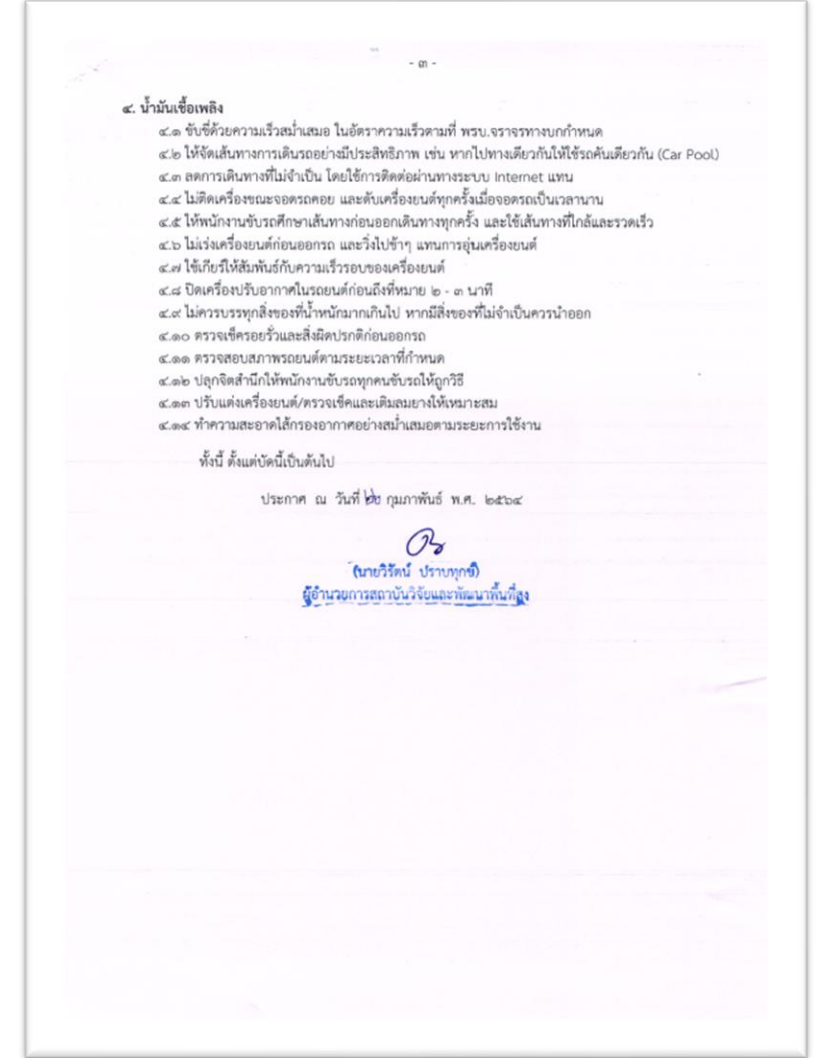 - ๓ -
๔. น้ำมันเชื้อเพลิง
๔.๑ ขับขี่ด้วยความเร็วสม่ำเสมอ ในอัตราความเร็วตามที่ พรบ.จราจรทางบกกำหนด
๔.๒ ให้จัดเส้นทางการเดินรถอย่างมีประสิทธิภาพ เช่น หากไปทางเดียวกันให้ใช้รถคันเดียวกัน (Car Pool)
๔.๓ ลดการเดินทางที่ไม่จำเป็น โดยใช้การติดต่อผ่านทางระบบ Internet แทน
๔.๔ ไม่ติดเครื่องขณะจอดรถคอย และดับเครื่องยนต์ทุกครั้งเมื่อจอดรถเป็นเวลานาน
๔.๕ ให้พนักงานขับรถศึกษาเส้นทางก่อนออกเดินทางทุกครั้ง และใช้เส้นทางที่ใกล้และรวดเร็ว
๔.๖ ไม่เร่งเครื่องยนต์ก่อนออกรถ และวิ่งไปช้าๆ แทนการอุ่นเครื่องยนต์
๔.๗ ใช้เกียร์ให้สัมพันธ์กับความเร็วรอบของเครื่องยนต์
๔.๘ ปิดเครื่องปรับอากาศในรถยนต์ก่อนถึงที่หมาย ๒ - ๓ นาที
๔.๙ ไม่ควรบรรทุกสิ่งของที่น้ำหนักมากเกินไป หากมีสิ่งของที่ไม่จำเป็นควรนำออก
๔.๑๐ ตรวจเช็ครอยรั่วและสิ่งผิดปรกติก่อนออกรถ
๔.๑๑ ตรวจสอบสภาพรถยนต์ตามระยะเวลาที่กำหนด
๔.๑๒ ปลุกจิตสำนึกให้พนักงานขับรถทุกคนขับรถให้ถูกวิธี
๔.๑๓ ปรับแต่งเครื่องยนต์/ตรวจเช็คและเติมลมยางให้เหมาะสม
๔.๑๔ ทำความสะอาดไส้กรองอากาศอย่างสม่ำเสมอตามระยะการใช้งาน
ทั้งนี้ ตั้งแต่บัดนี้เป็นต้นไป
ประกาศ ณ วันที่ กุมภาพันธ์ พ.ศ. ๒๕๖๔
(นายวิรัตน์ ปราบทุกข์)
ผู้อำนวยการสถาบันวิจัยและพัฒนาพื้นที่สูง